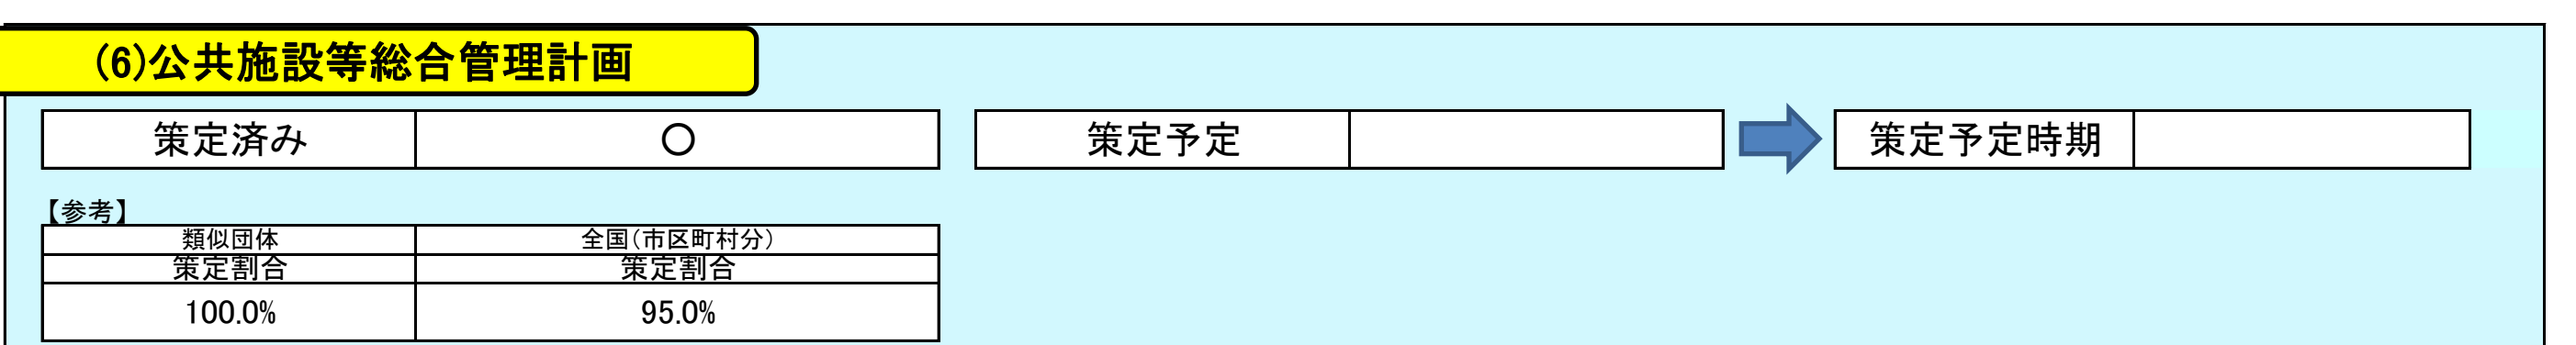 (6)公共施設等総合管理計画
策定済み ○ 策定予定 策定予定時期
【参考】
類似団体 全国(市区町村分)
策定割合 策定割合
100.0% 95.0%